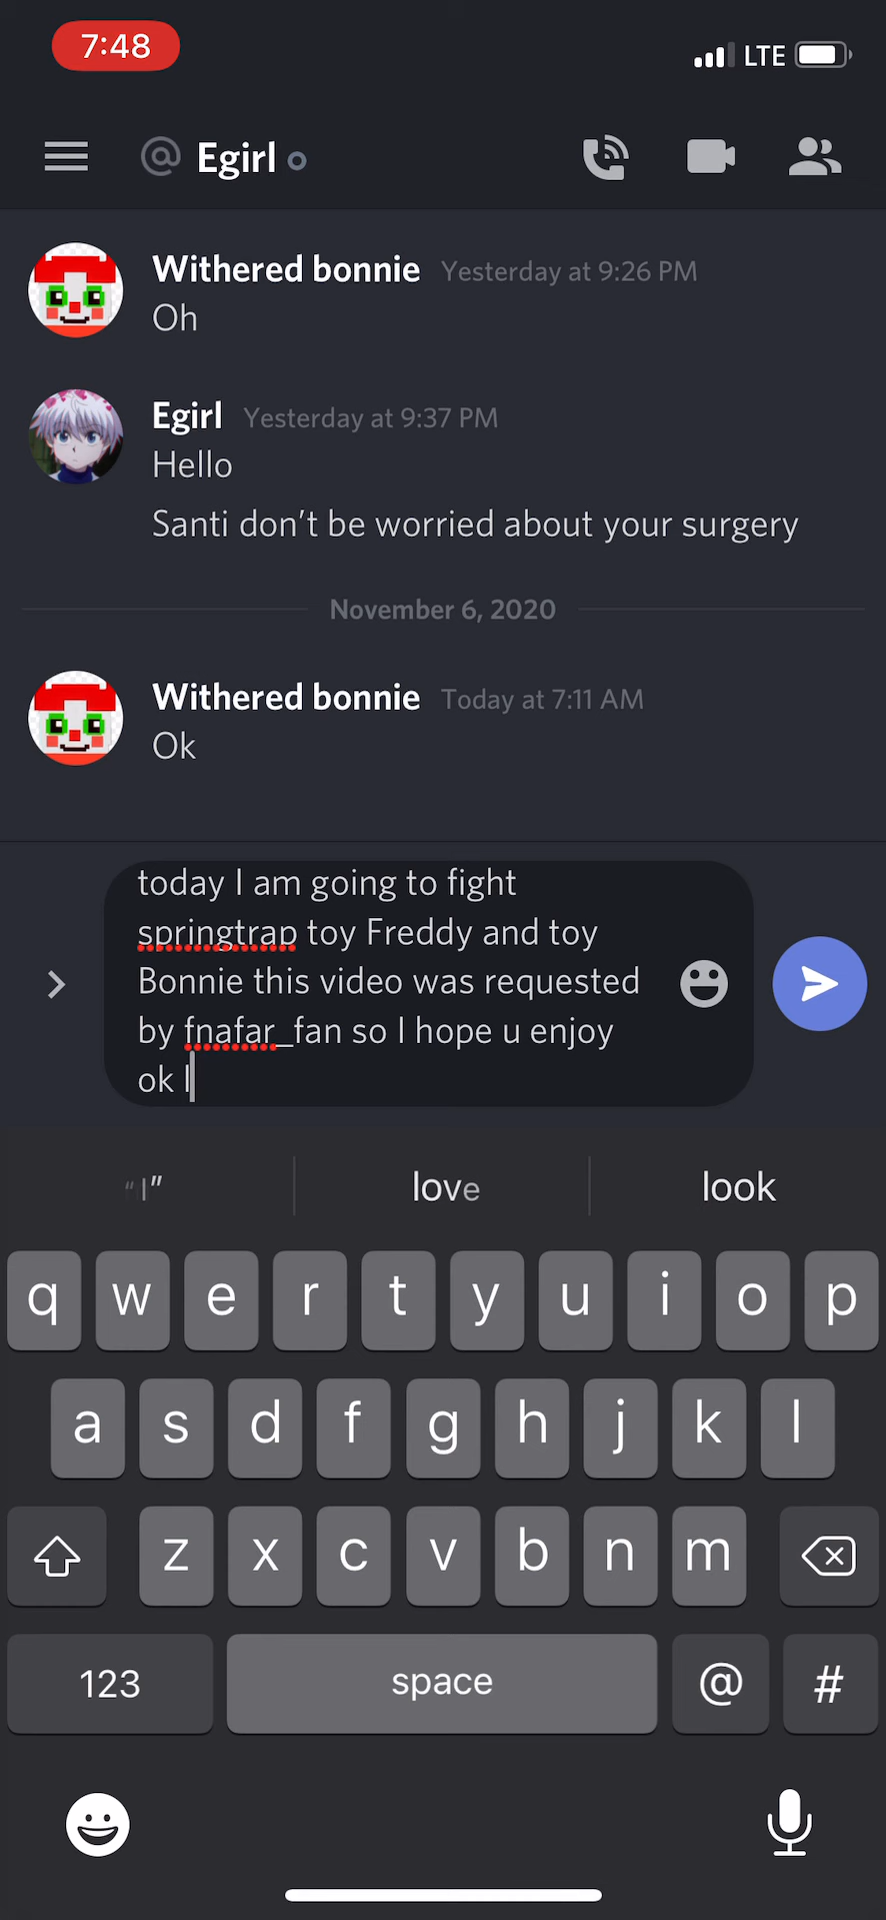 7:48
LTE
@ Egirl
Withered bonnie Yesterday at 9:26 PM
Oh
Egirl Yesterday at 9:37 PM
Hello
Santi don't be worried about your surgery
November 6, 2020
Withered bonnie Today at 7:11 AM
Ok
today I am going to fight
springtrap toy Freddy and toy
Bonnie this video was requested
by fnafar_fan so I hope u enjoy
ok l
“l” love look
q w e r t y u i o p
a s d f g h j k l
z x c v b n m
123 space @ #